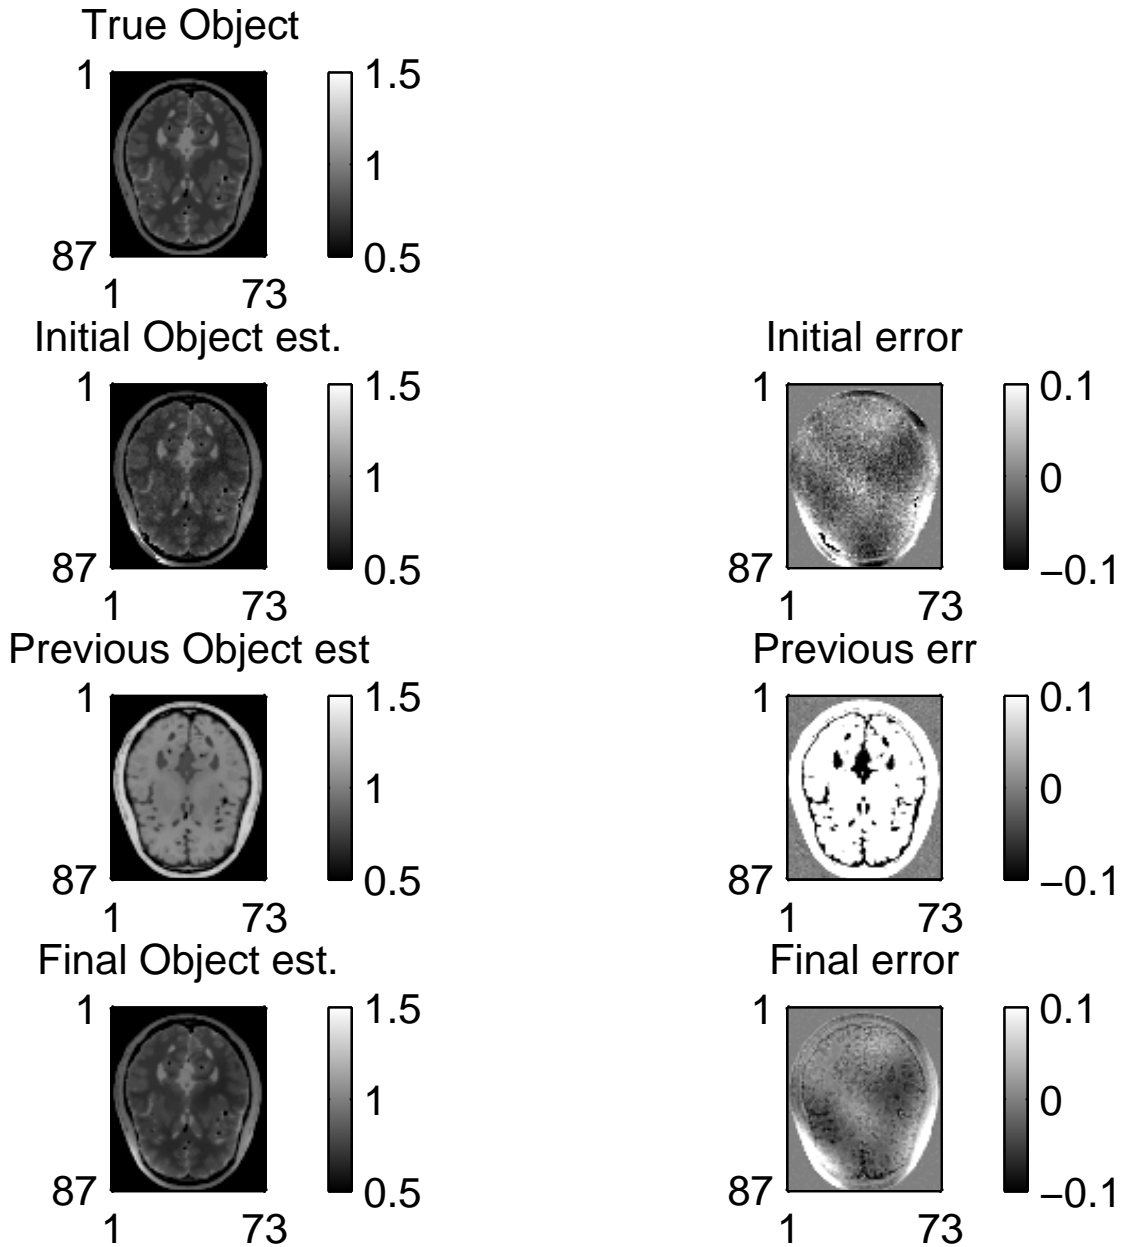 True Object
1 1.5
1
87 0.5
1 73
Initial Object est. Initial error
1 1.5 1 0.1
1 0
87 0.5 87 −0.1
1 73 1 73
Previous Object est Previous err
1 1.5 1 0.1
1 0
87 0.5 87 −0.1
1 73 1 73
Final Object est. Final error
1 1.5 1 0.1
1 0
87 0.5 87 −0.1
1 73 1 73